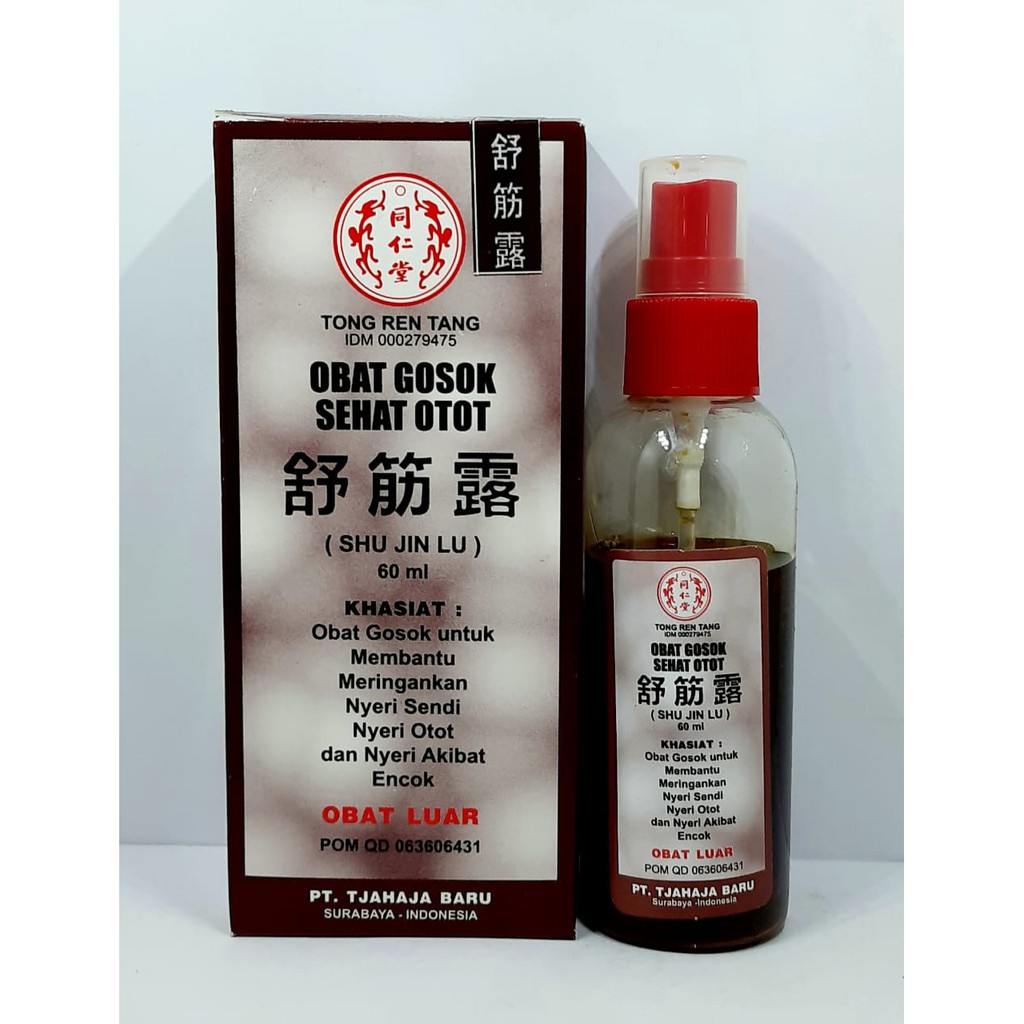 舒筋露
同仁堂
TONG REN TANG
IDM 000279475
OBAT GOSOK
SEHAT OTOT
舒筋露
( SHU JIN LU )
60 ml
KHASIAT :
Obat Gosok untuk
Membantu
Meringankan
Nyeri Sendi
Nyeri Otot
dan Nyeri Akibat
Encok
OBAT LUAR
POM QD 063606431
PT. TJAHAJA BARU
SURABAYA - INDONESIA
同仁堂
TONG REN TANG
IDM 000279475
OBAT GOSOK
SEHAT OTOT
舒筋露
( SHU JIN LU )
60 ml
KHASIAT :
Obat Gosok untuk
Membantu
Meringankan
Nyeri Sendi
Nyeri Otot
dan Nyeri Akibat
Encok
OBAT LUAR
POM QD 063606431
PT. TJAHAJA BARU
Surabaya -Indonesia